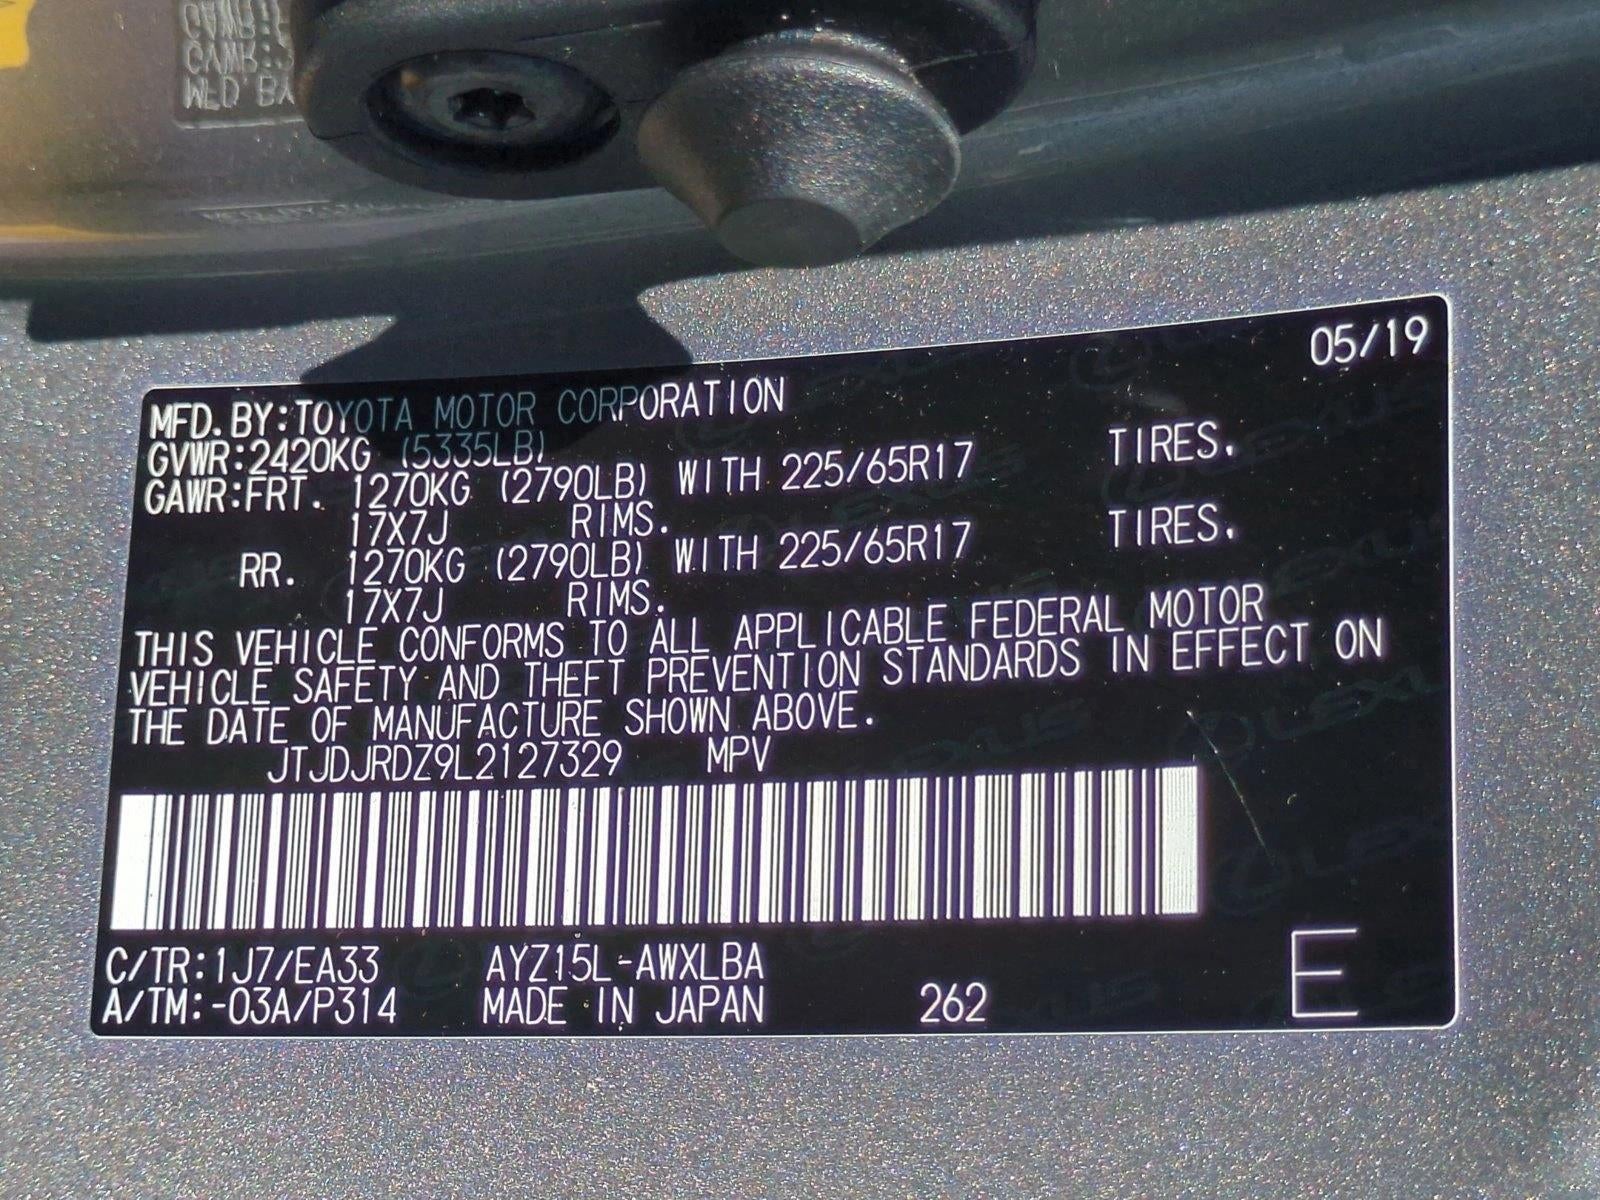 WLD BX
05/19
MFD.BY:TOYOTA MOTOR CORPORATION
GVWR:2420KG (5335LB)
GAWR:FRT. 1270KG (2790LB) WITH 225/65R17 TIRES.
17X7J RIMS.
RR. 1270KG (2790LB) WITH 225/65R17 TIRES.
17X7J RIMS.
THIS VEHICLE CONFORMS TO ALL APPLICABLE FEDERAL MOTOR
VEHICLE SAFETY AND THEFT PREVENTION STANDARDS IN EFFECT ON
THE DATE OF MANUFACTURE SHOWN ABOVE.
JTJDJRDZ9L2127329 MPV
C/TR:1J7/EA33 AYZ15L-AWXLBA
A/TM:-03A/P314 MADE IN JAPAN 262 E
LEXUS